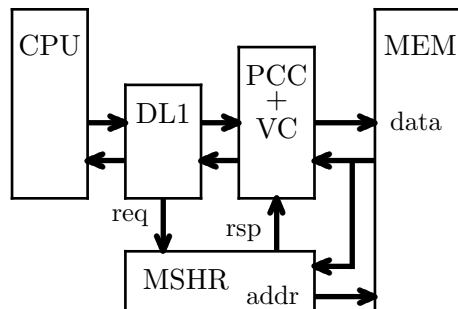 CPU
MEM
PCC
+
VC
DL1
data
req
rsp
MSHR
addr